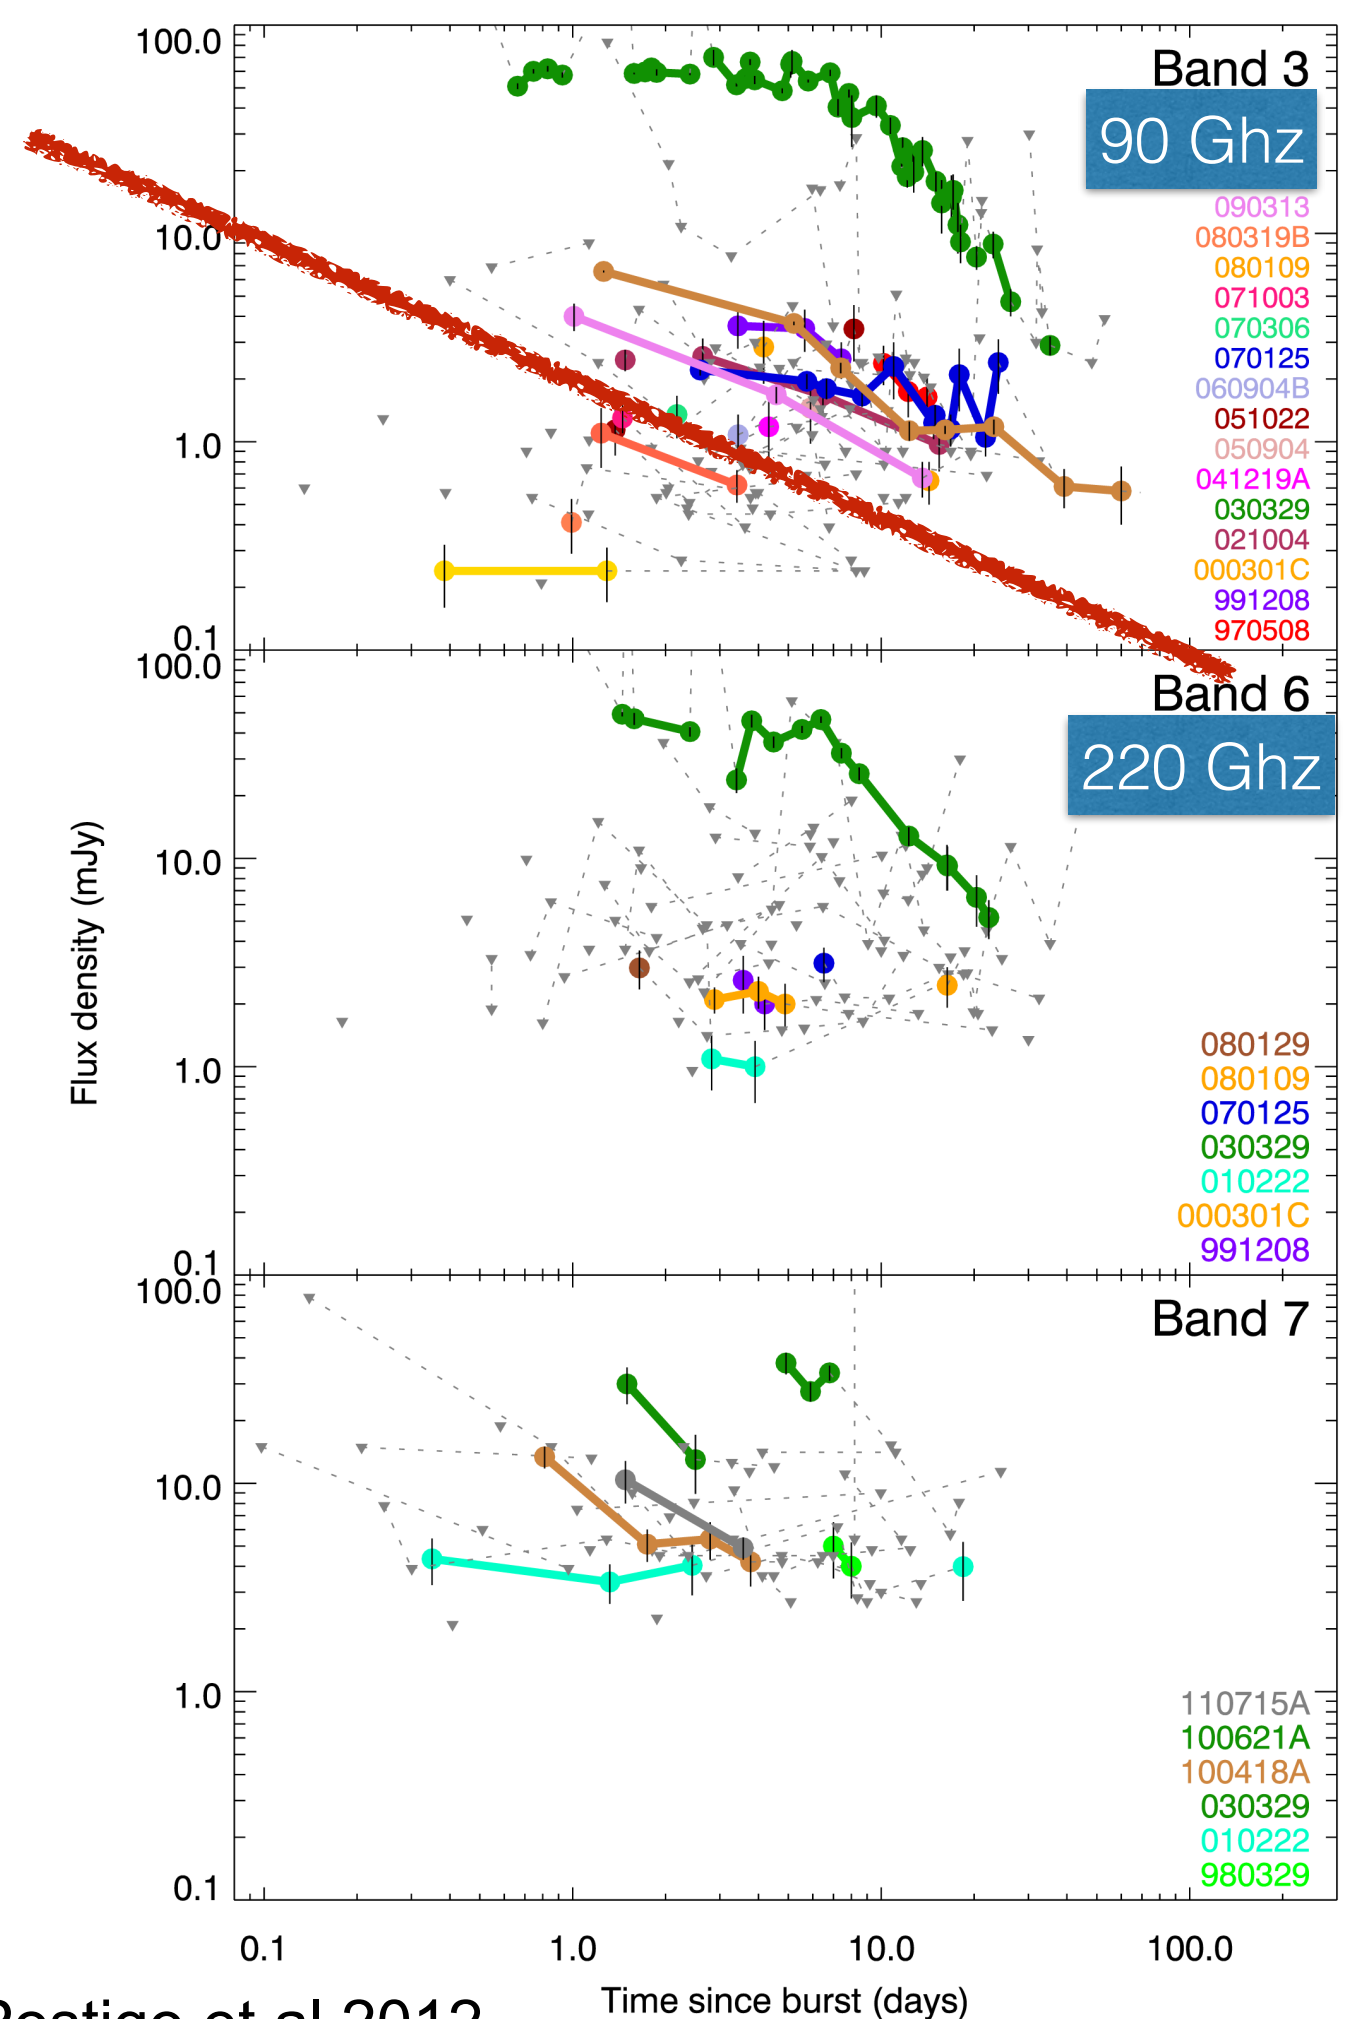 100.0
Band 3
90 Ghz
10.0
090313
080319B
080109
071003
070306
070125
060904B
051022
050904
041219A
030329
021004
000301C
991208
970508
1.0
0.1
100.0
Band 6
220 Ghz
10.0
Flux density (mJy)
1.0
080129
080109
070125
030329
010222
000301C
991208
0.1
100.0
Band 7
10.0
1.0
110715A
100621A
100418A
030329
010222
980329
0.1
0.1 1.0 10.0 100.0
Time since burst (days)
Postigo et al 2012